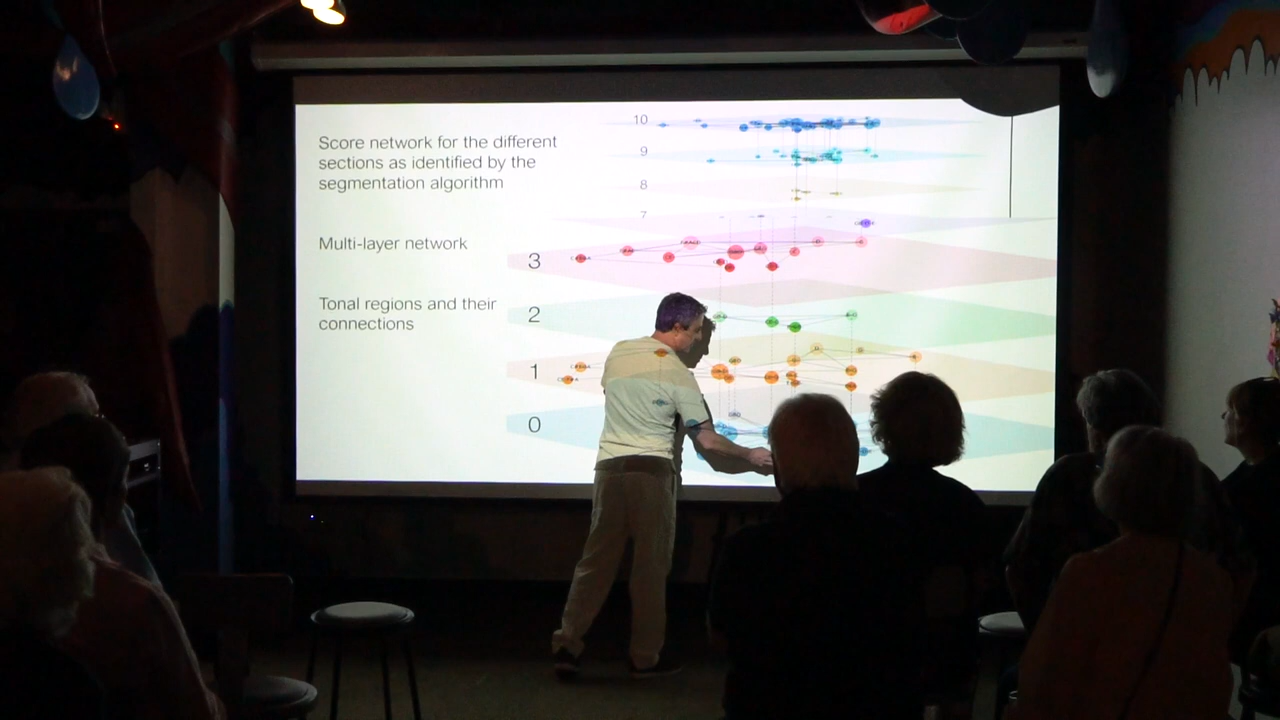 Score network for the different
sections as identified by the
segmentation algorithm
Multi-layer network
Tonal regions and their
connections
10
9
8
7
3
2
1
0